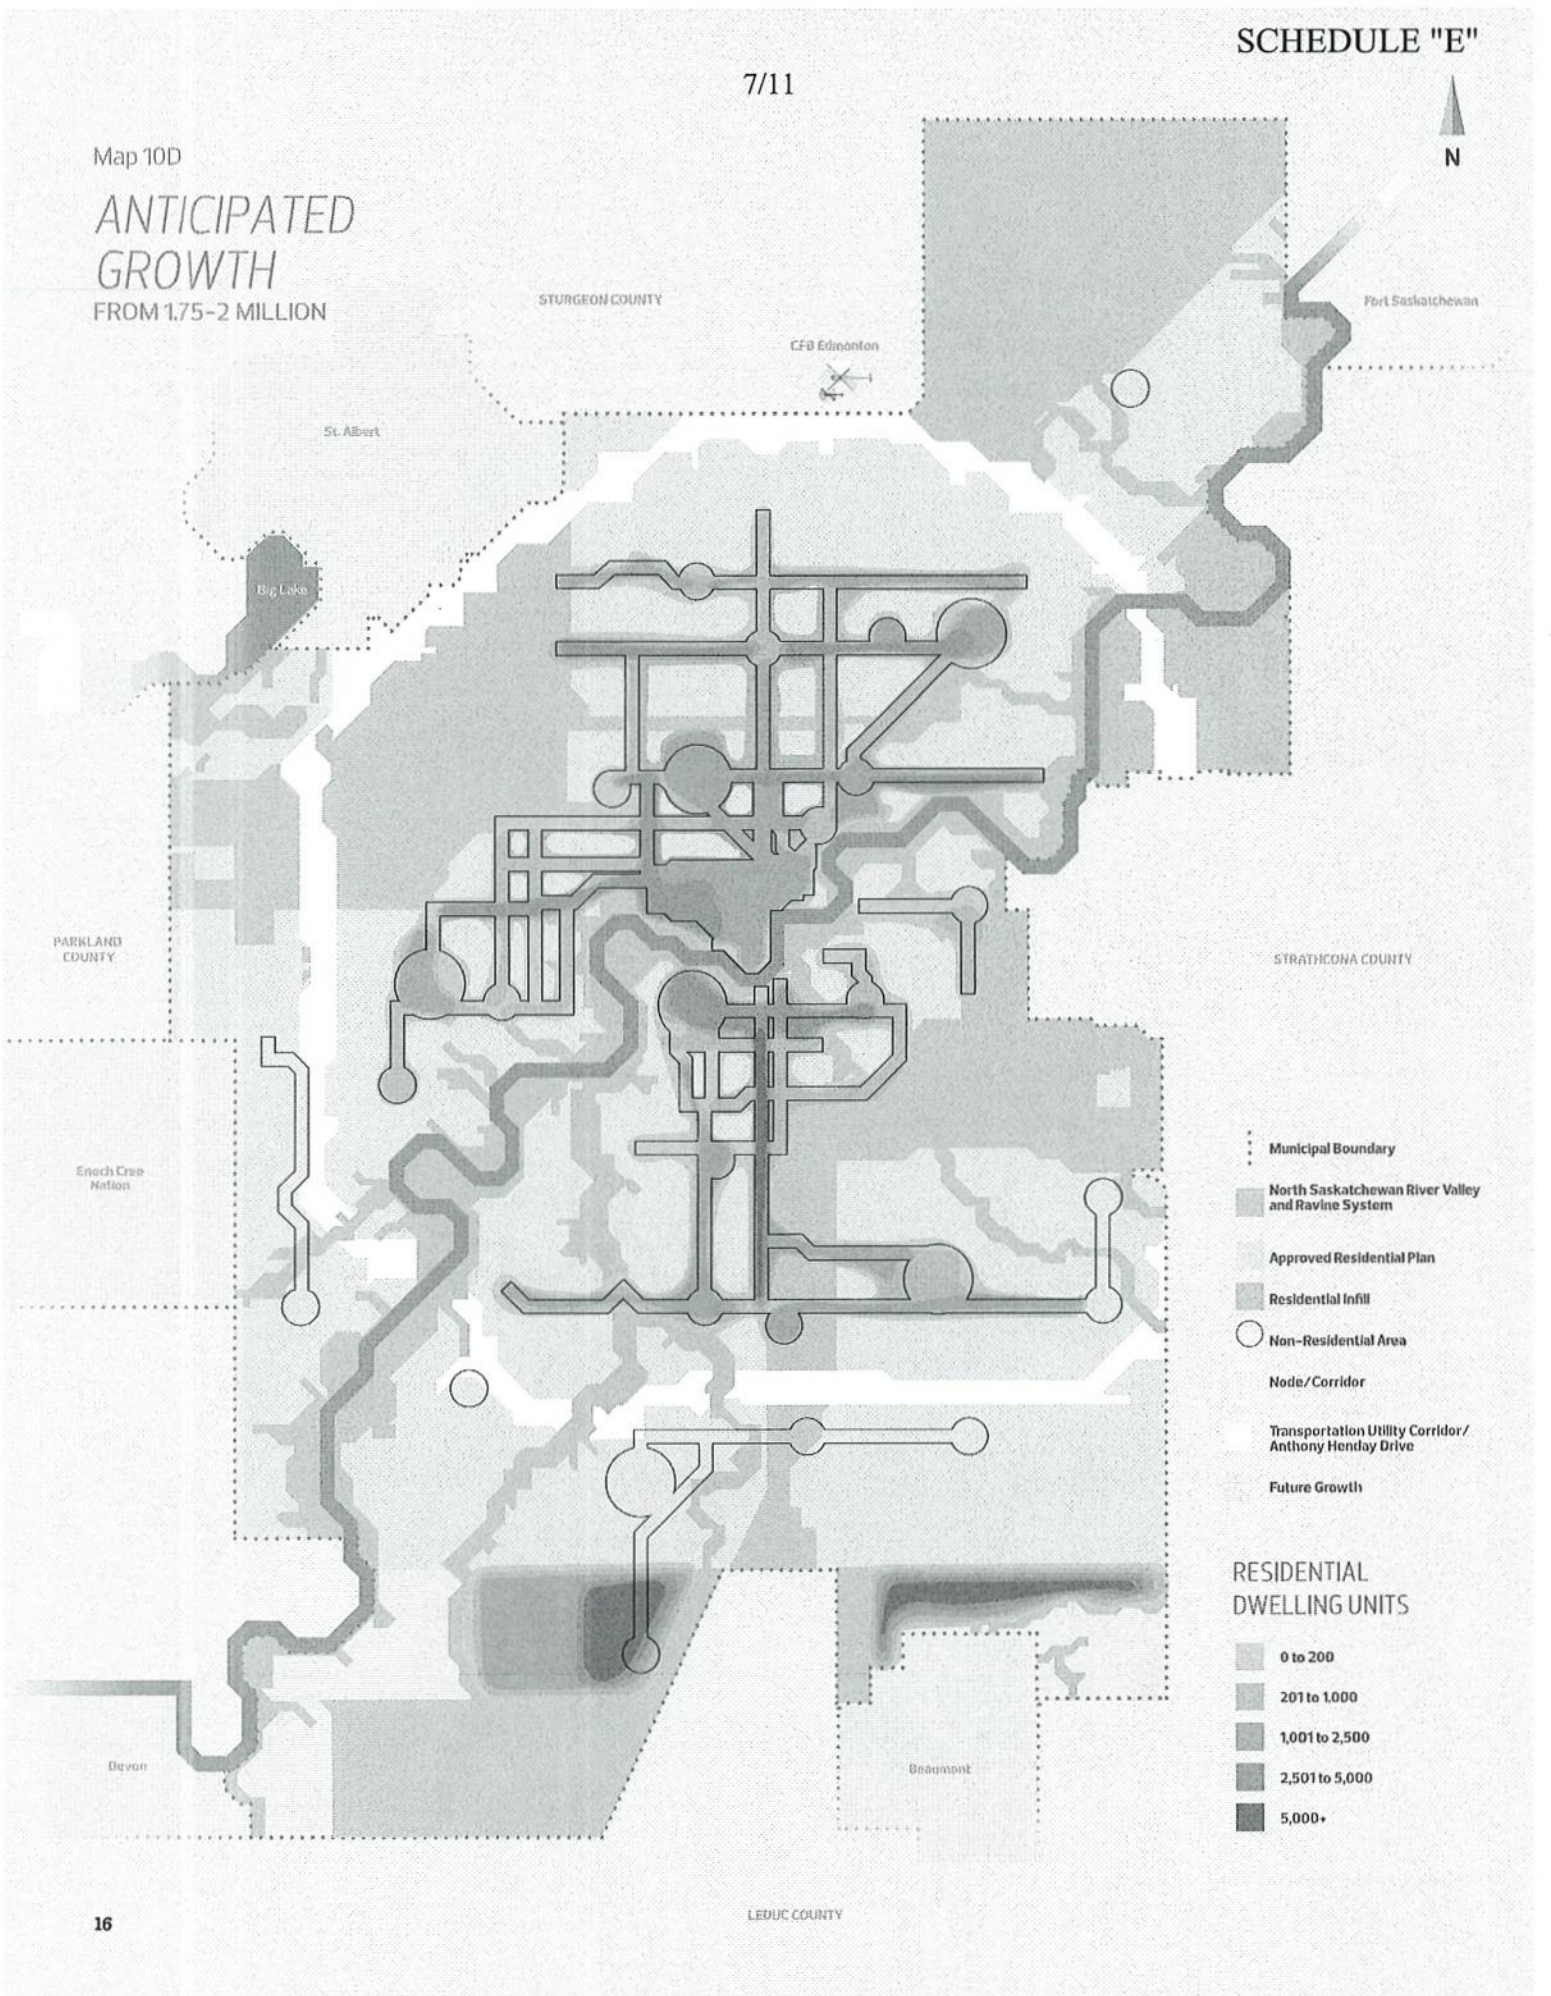 SCHEDULE "E"
7/11
N
Map 10D
ANTICIPATED
GROWTH
FROM 1.75-2 MILLION
STURGEON COUNTY
Fort Saskatchewan
CFB Edmonton
St. Albert
Big Lake
PARKLAND
COUNTY
STRATHCONA COUNTY
Enoch Cree
Nation
Municipal Boundary
North Saskatchewan River Valley
and Ravine System
Approved Residential Plan
Residential Infill
Non-Residential Area
Node/Corridor
Transportation Utility Corridor/
Anthony Henday Drive
Future Growth
RESIDENTIAL
DWELLING UNITS
0 to 200
201 to 1,000
1,001 to 2,500
2,501 to 5,000
5,000+
Devon
Beaumont
LEDUC COUNTY
16